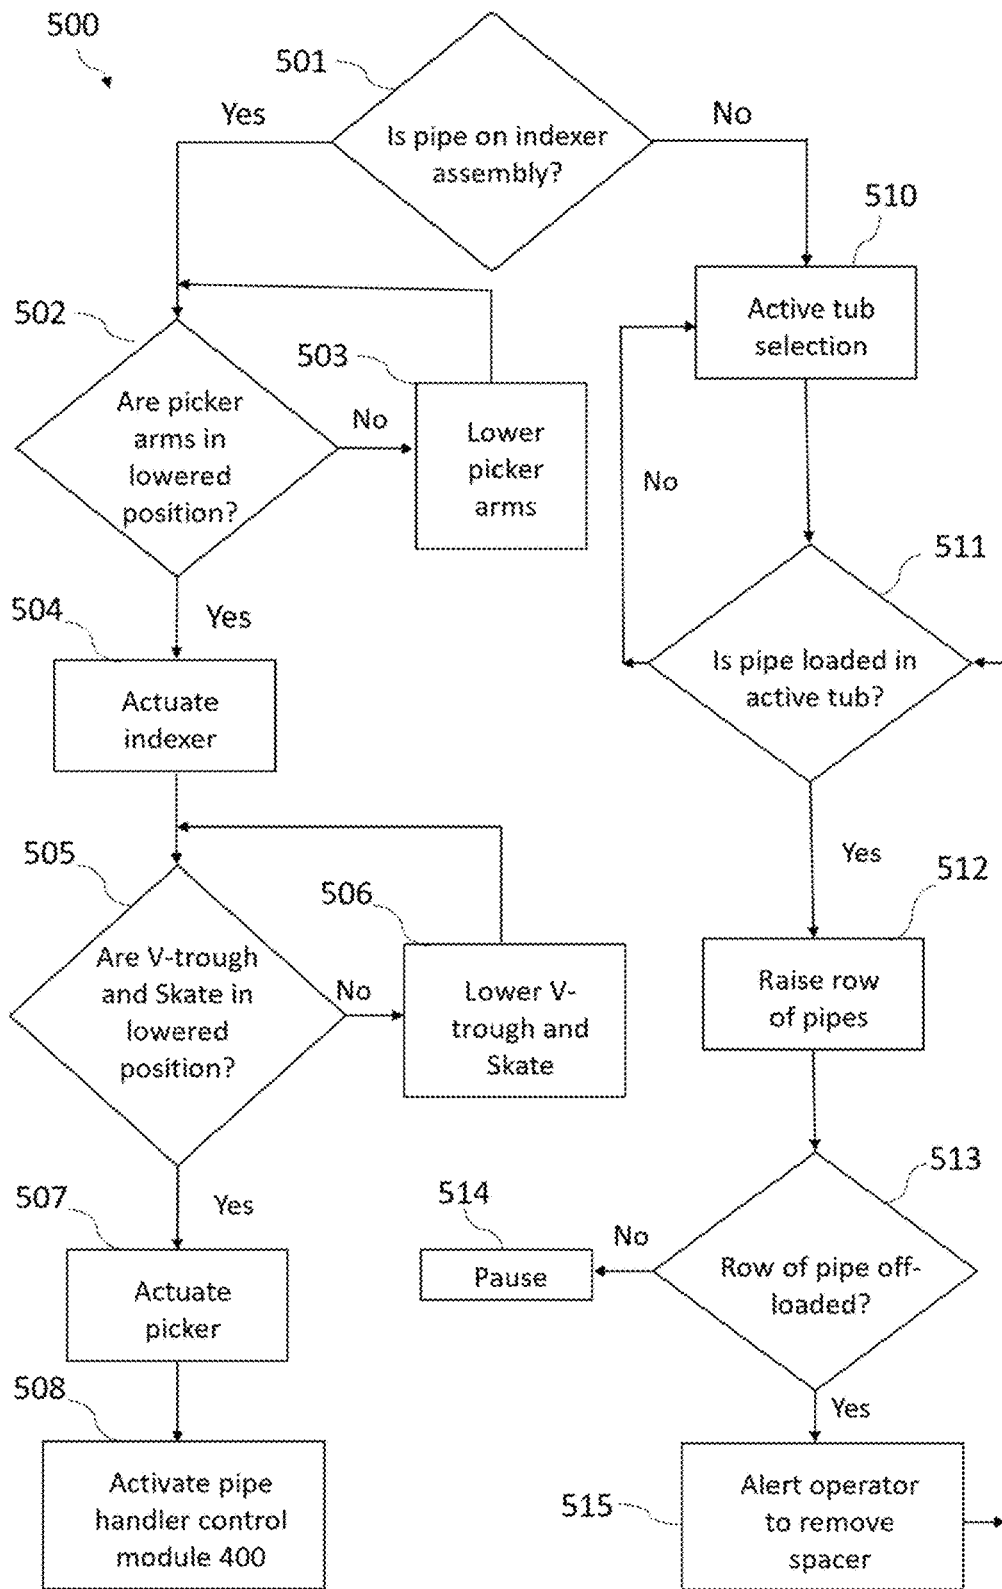 500
501
Yes
No
Is pipe on indexer
assembly?
510
Active tub
selection
502
503
Are picker
arms in
lowered
position?
No
Lower
picker
arms
No
511
Yes
504
Is pipe loaded in
active tub?
Actuate
indexer
Yes
505
506
512
Are V-trough
and Skate in
lowered
position?
No
Lower V-
trough and
Skate
Raise row
of pipes
513
507
Yes
514
No
Pause
Row of pipe off-
loaded?
Actuate
picker
508
Yes
Activate pipe
handler control
module 400
515
Alert operator
to remove
spacer